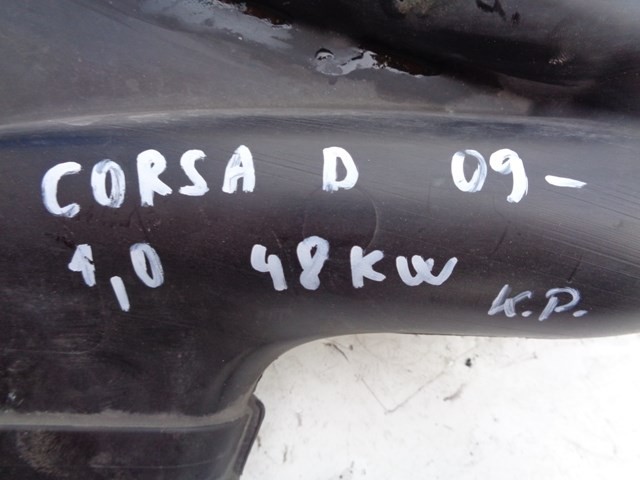 CORSA D 09-
1,0 48KW
K.P.